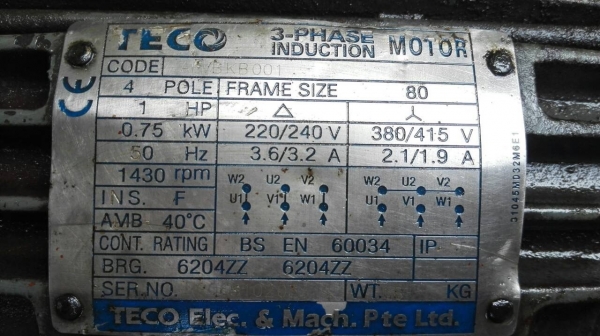 TECO 3-PHASE INDUCTION MOTOR
CODE
4 POLE FRAME SIZE 80
1 HP △ 人
0.75 kW 220/240 V 380/415 V
50 Hz 3.6/3.2 A 2.1/1.9 A
1430 rpm W2 U2 V2 W2 U2 V2
INS. F U1 V1 W1 U1 V1 W1
AMB 40°C
CONT. RATING BS EN 60034 IP
BRG. 6204ZZ 6204ZZ
SER.NO. WT. KG
TECO Elec. & Mach. Pte Ltd.
CE